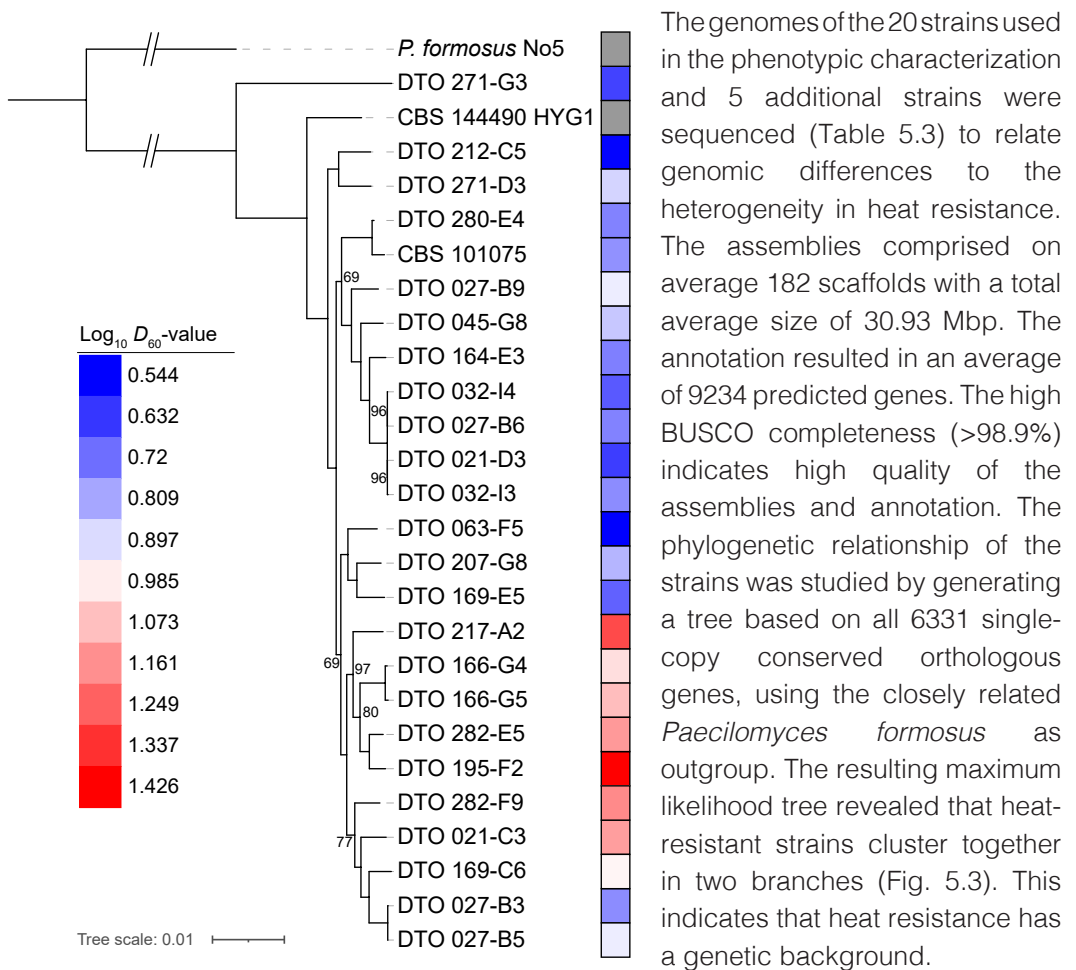 P. formosus No5
DTO 271-G3
CBS 144490 HYG1
DTO 212-C5
DTO 271-D3
DTO 280-E4
CBS 101075
69
DTO 027-B9
DTO 045-G8
DTO 164-E3
DTO 032-I4
96
DTO 027-B6
DTO 021-D3
96
DTO 032-I3
DTO 063-F5
DTO 207-G8
DTO 169-E5
DTO 217-A2
69
97
DTO 166-G4
DTO 166-G5
80
DTO 282-E5
DTO 195-F2
DTO 282-F9
77
DTO 021-C3
DTO 169-C6
DTO 027-B3
DTO 027-B5
Log10 D60-value
0.544
0.632
0.72
0.809
0.897
0.985
1.073
1.161
1.249
1.337
1.426
Tree scale: 0.01
The genomes of the 20 strains used
in the phenotypic characterization
and 5 additional strains were
sequenced (Table 5.3) to relate
genomic differences to the
heterogeneity in heat resistance.
The assemblies comprised on
average 182 scaffolds with a total
average size of 30.93 Mbp. The
annotation resulted in an average
of 9234 predicted genes. The high
BUSCO completeness (>98.9%)
indicates high quality of the
assemblies and annotation. The
phylogenetic relationship of the
strains was studied by generating
a tree based on all 6331 single-
copy conserved orthologous
genes, using the closely related
Paecilomyces formosus as
outgroup. The resulting maximum
likelihood tree revealed that heat-
resistant strains cluster together
in two branches (Fig. 5.3). This
indicates that heat resistance has
a genetic background.